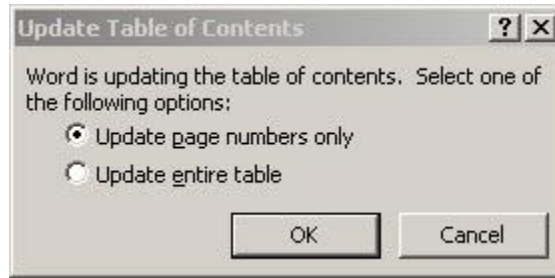 Update Table of Contents
Word is updating the table of contents. Select one of
the following options:
Update page numbers only
Update entire table
OK
Cancel